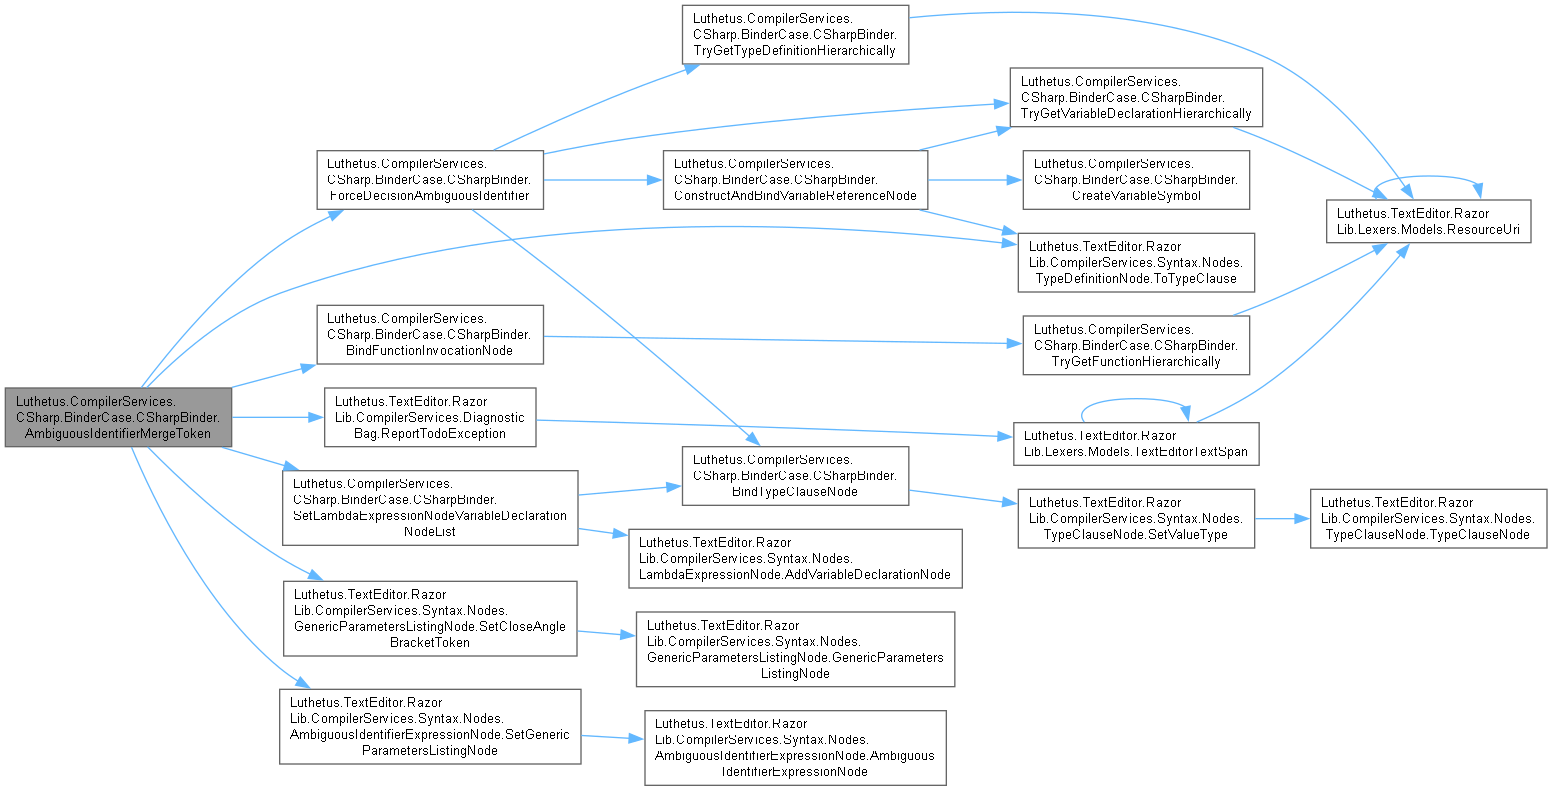 Luthetus.CompilerServices.
CSharp.BinderCase.CSharpBinder.
AmbiguousIdentifierMergeToken
Luthetus.CompilerServices.
CSharp.BinderCase.CSharpBinder.
ForceDecisionAmbiguousIdentifier
Luthetus.CompilerServices.
CSharp.BinderCase.CSharpBinder.
BindFunctionInvocationNode
Luthetus.TextEditor.Razor
Lib.CompilerServices.Diagnostic
Bag.ReportTodoException
Luthetus.CompilerServices.
CSharp.BinderCase.CSharpBinder.
SetLambdaExpressionNodeVariableDeclaration
NodeList
Luthetus.TextEditor.Razor
Lib.CompilerServices.Syntax.Nodes.
GenericParametersListingNode.SetCloseAngle
BracketToken
Luthetus.TextEditor.Razor
Lib.CompilerServices.Syntax.Nodes.
AmbiguousIdentifierExpressionNode.SetGeneric
ParametersListingNode
Luthetus.CompilerServices.
CSharp.BinderCase.CSharpBinder.
TryGetTypeDefinitionHierarchically
Luthetus.CompilerServices.
CSharp.BinderCase.CSharpBinder.
ConstructAndBindVariableReferenceNode
Luthetus.CompilerServices.
CSharp.BinderCase.CSharpBinder.
BindTypeClauseNode
Luthetus.TextEditor.Razor
Lib.CompilerServices.Syntax.Nodes.
LambdaExpressionNode.AddVariableDeclarationNode
Luthetus.TextEditor.Razor
Lib.CompilerServices.Syntax.Nodes.
GenericParametersListingNode.GenericParameters
ListingNode
Luthetus.TextEditor.Razor
Lib.CompilerServices.Syntax.Nodes.
AmbiguousIdentifierExpressionNode.Ambiguous
IdentifierExpressionNode
Luthetus.CompilerServices.
CSharp.BinderCase.CSharpBinder.
TryGetVariableDeclarationHierarchically
Luthetus.CompilerServices.
CSharp.BinderCase.CSharpBinder.
CreateVariableSymbol
Luthetus.TextEditor.Razor
Lib.CompilerServices.Syntax.Nodes.
TypeDefinitionNode.ToTypeClause
Luthetus.CompilerServices.
CSharp.BinderCase.CSharpBinder.
TryGetFunctionHierarchically
Luthetus.TextEditor.Razor
Lib.Lexers.Models.TextEditorTextSpan
Luthetus.TextEditor.Razor
Lib.CompilerServices.Syntax.Nodes.
TypeClauseNode.SetValueType
Luthetus.TextEditor.Razor
Lib.Lexers.Models.ResourceUri
Luthetus.TextEditor.Razor
Lib.CompilerServices.Syntax.Nodes.
TypeClauseNode.TypeClauseNode